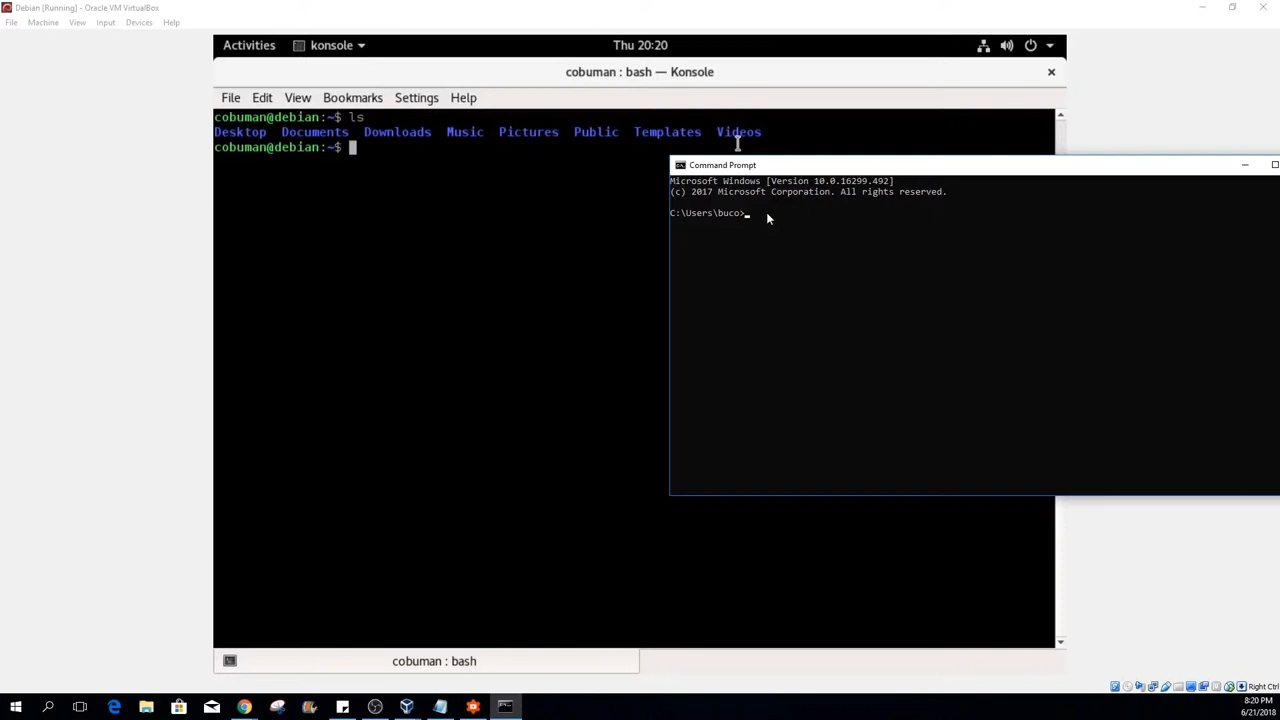 Debian [Running] - Oracle VM VirtualBox
File Machine View Input Devices Help
Activities konsole Thu 20:20
cobuman : bash — Konsole
File Edit View Bookmarks Settings Help
cobuman@debian:~$ ls
Desktop Documents Downloads Music Pictures Public Templates Videos
cobuman@debian:~$
Command Prompt
Microsoft Windows [Version 10.0.16299.492]
(c) 2017 Microsoft Corporation. All rights reserved.
C:\Users\buco>
cobuman : bash
Right Ctrl
8:20 PM
6/21/2018